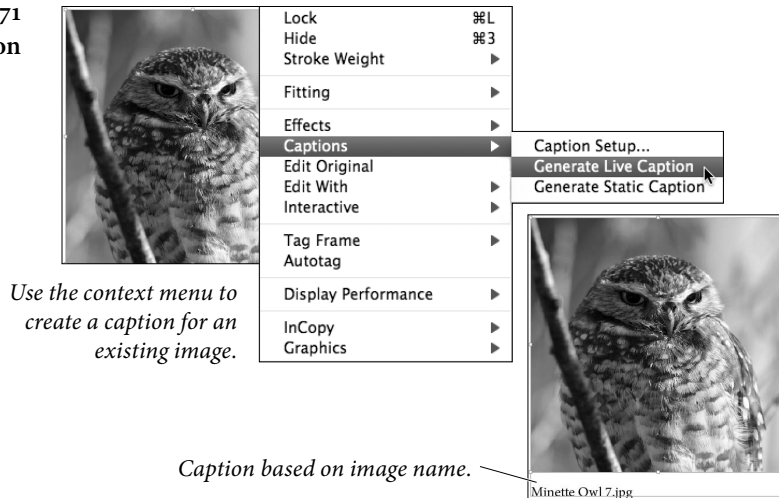 71
on
Lock ⌘L
Hide ⌘3
Stroke Weight
Fitting
Effects
Captions
Edit Original
Edit With
Interactive
Tag Frame
Autotag
Display Performance
InCopy
Graphics
Caption Setup...
Generate Live Caption
Generate Static Caption
Use the context menu to
create a caption for an
existing image.
Caption based on image name.
Minette Owl 7.jpg